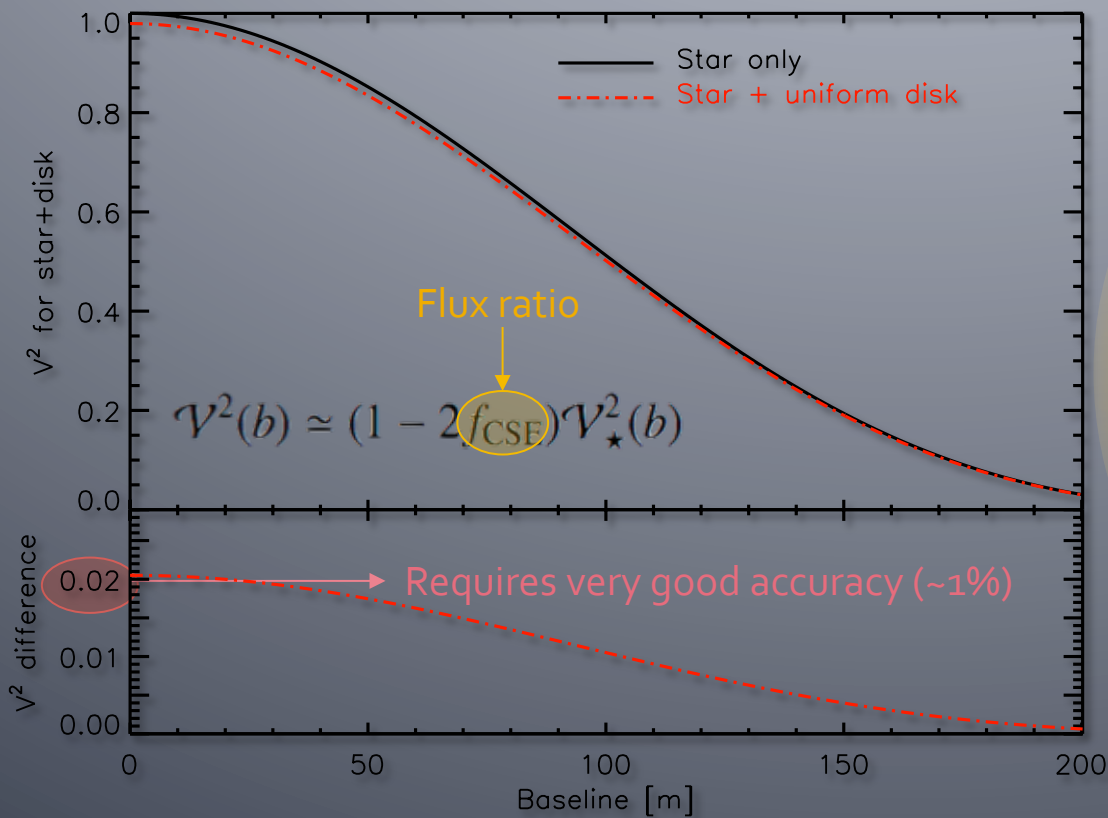 1.0
0.8
0.6
0.4
0.2
0.0
V² for star+disk
Star only
Star + uniform disk
Flux ratio
𝒱²(b) ≃ (1 − 2f_CSE)𝒱²_★(b)
0.02
0.01
0.00
V² difference
Requires very good accuracy (~1%)
0 50 100 150 200
Baseline [m]